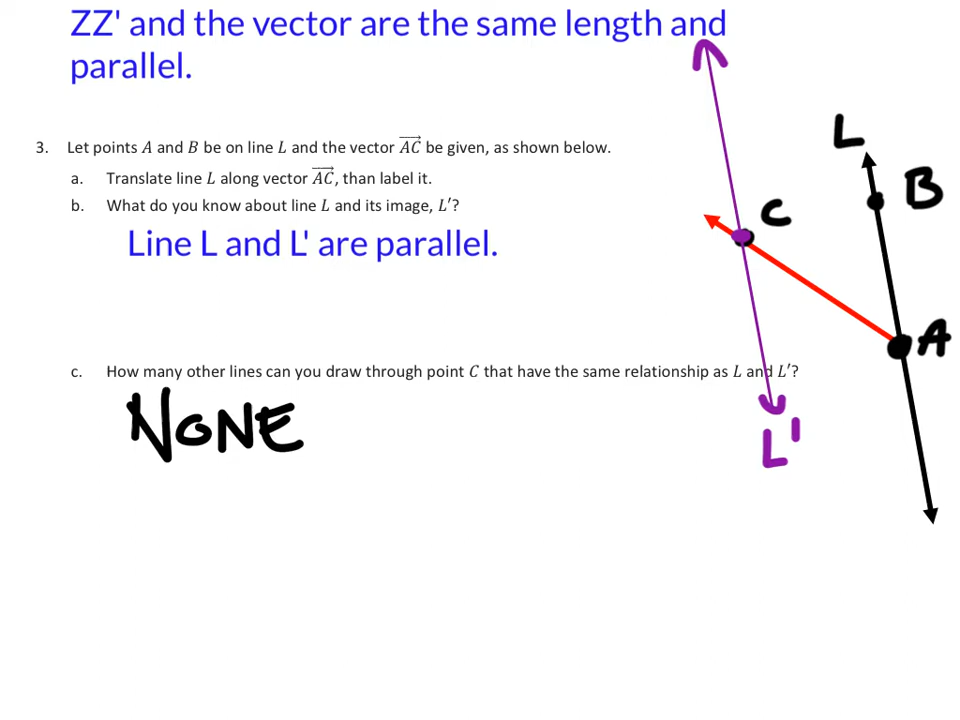 ZZ' and the vector are the same length and
parallel.
3. Let points A and B be on line L and the vector AC be given, as shown below.
a. Translate line L along vector AC, than label it.
b. What do you know about line L and its image, L'?
Line L and L' are parallel.
c. How many other lines can you draw through point C that have the same relationship as L and L'?
NONE
L
B
C
A
L'